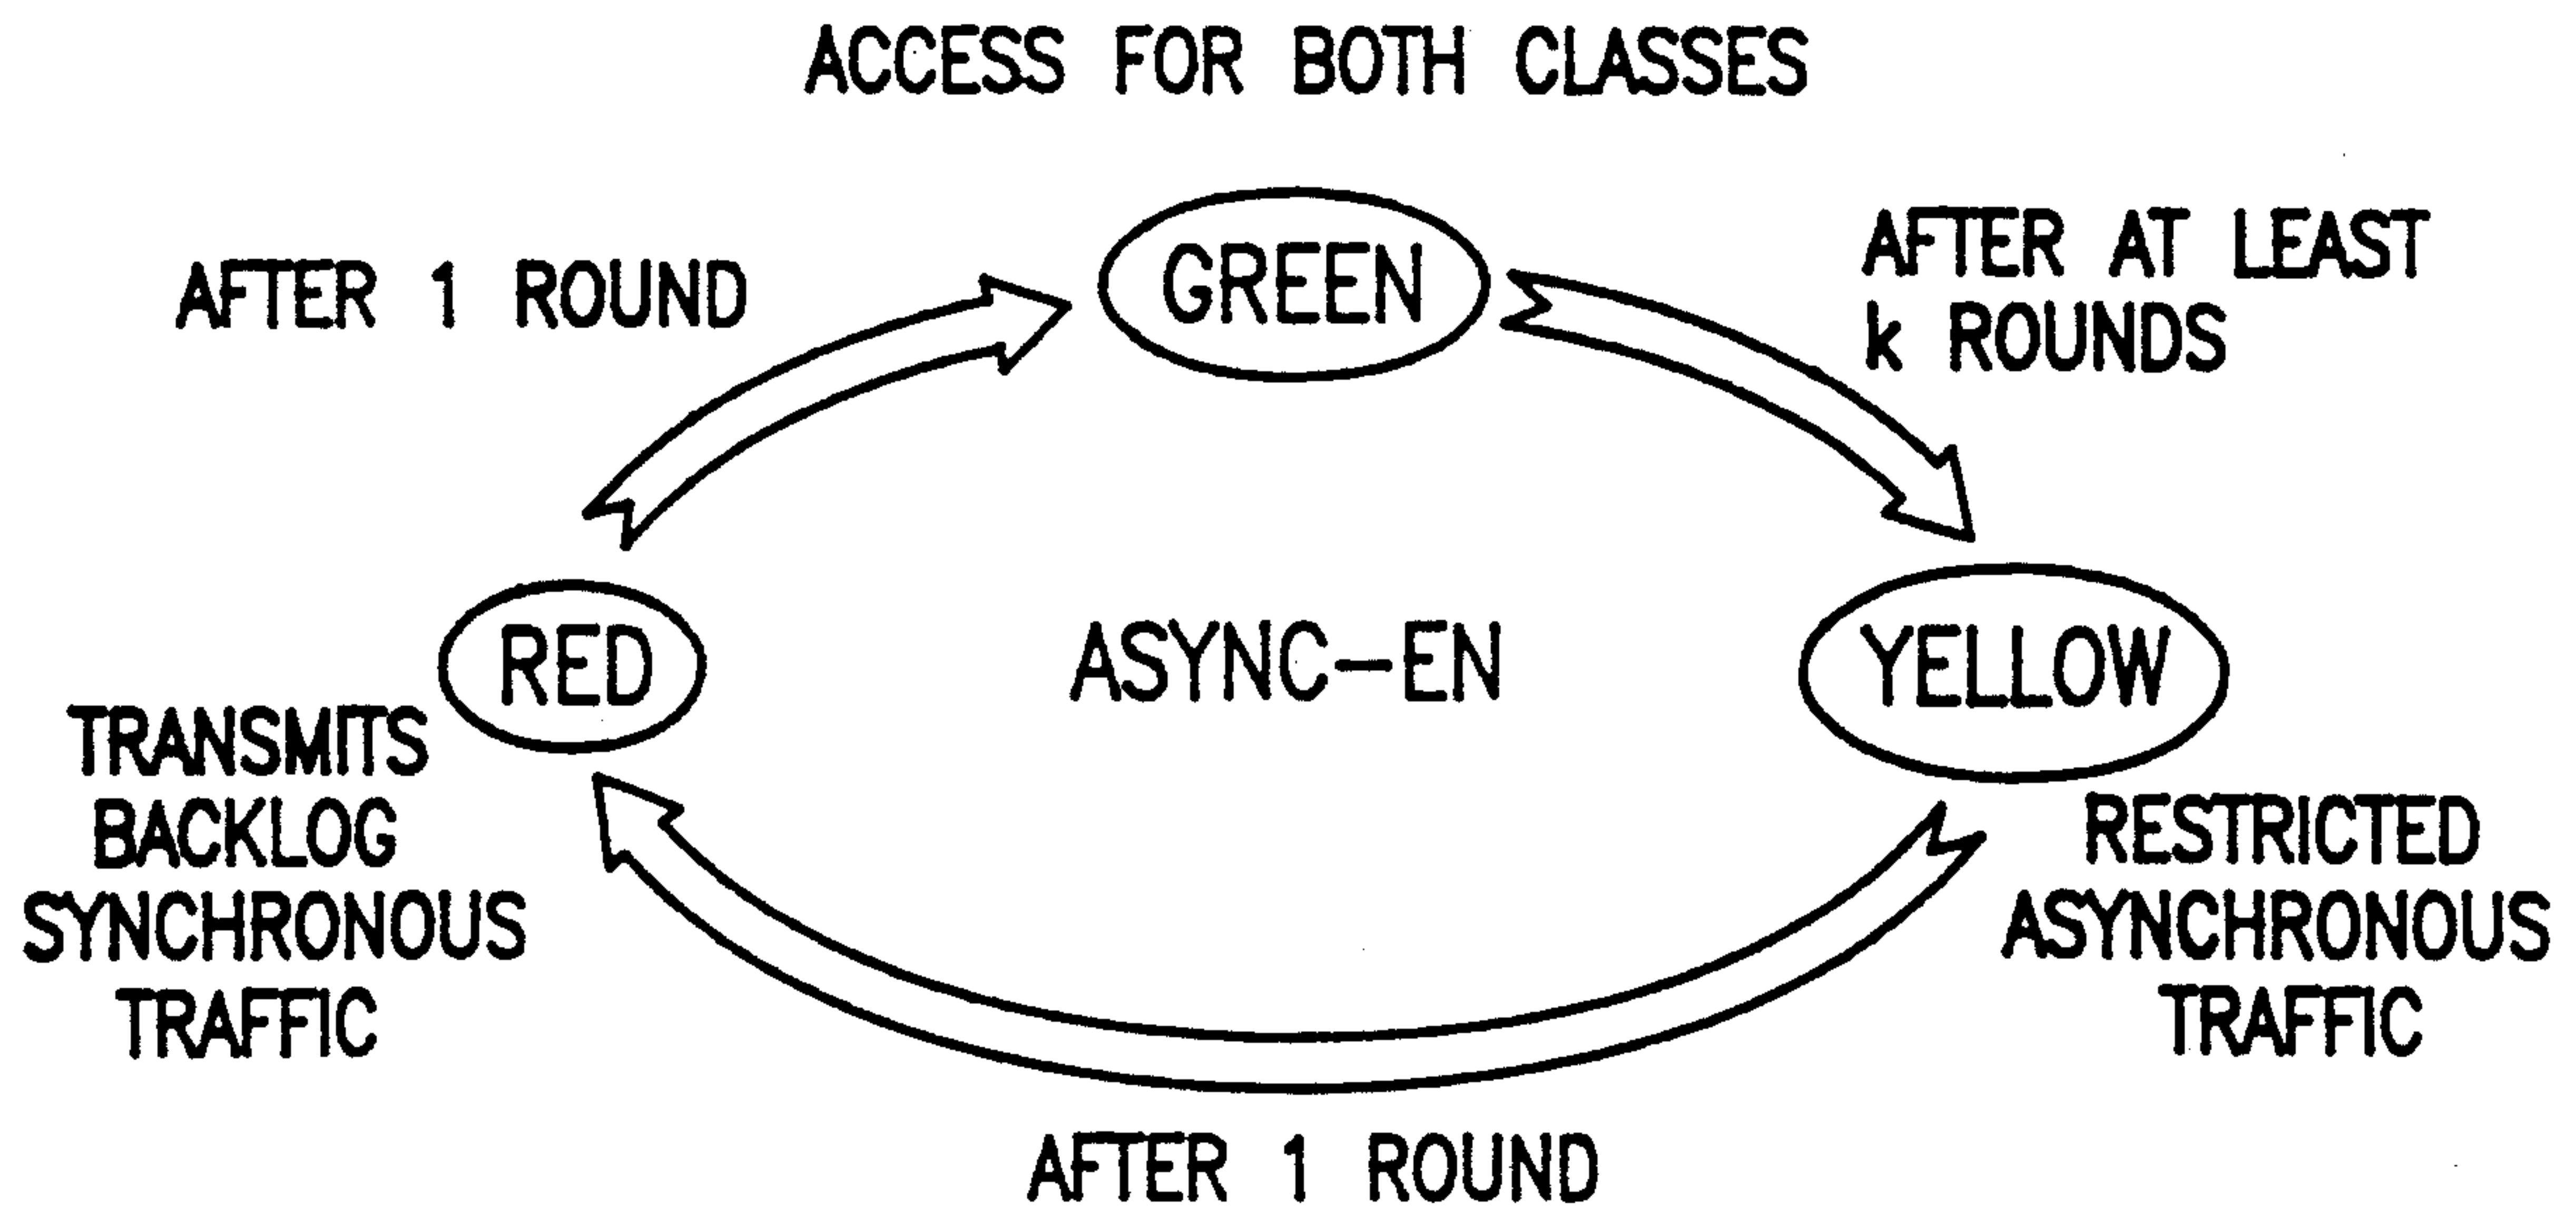 ACCESS FOR BOTH CLASSES
GREEN
AFTER AT LEAST
k ROUNDS
AFTER 1 ROUND
RED
ASYNC-EN
YELLOW
TRANSMITS
BACKLOG
SYNCHRONOUS
TRAFFIC
RESTRICTED
ASYNCHRONOUS
TRAFFIC
AFTER 1 ROUND